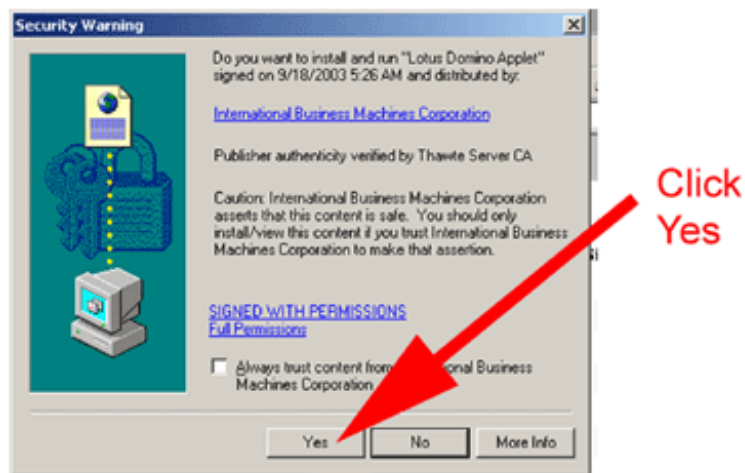 Security Warning
Do you want to install and run "Lotus Domino Applet"
signed on 9/18/2003 5:26 AM and distributed by:
International Business Machines Corporation
Publisher authenticity verified by Thawte Server CA
Caution: International Business Machines Corporation
asserts that this content is safe. You should only
install/view this content if you trust International Business
Machines Corporation to make that assertion.
SIGNED WITH PERMISSIONS
Full Permissions
Always trust content from onal Business
Machines Corporation
Yes
No
More Info
Click
Yes